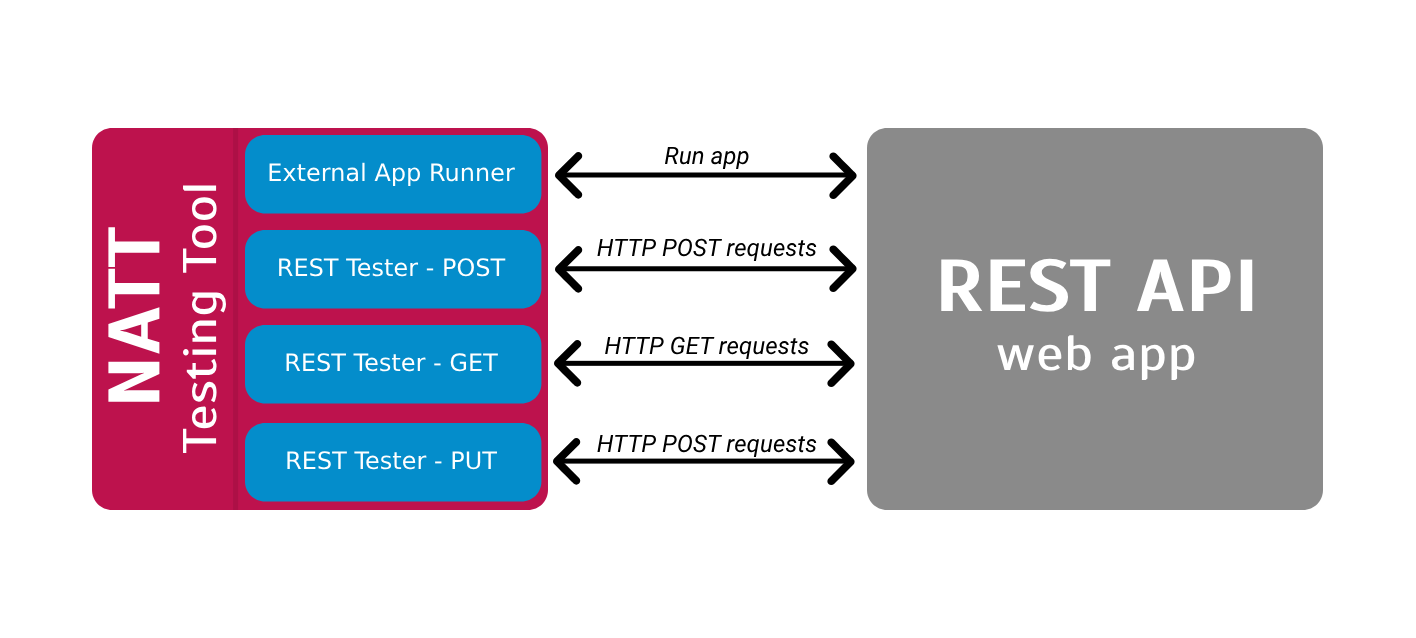 NATT
Testing Tool
External App Runner
REST Tester - POST
REST Tester - GET
REST Tester - PUT
Run app
HTTP POST requests
HTTP GET requests
HTTP POST requests
REST API
web app